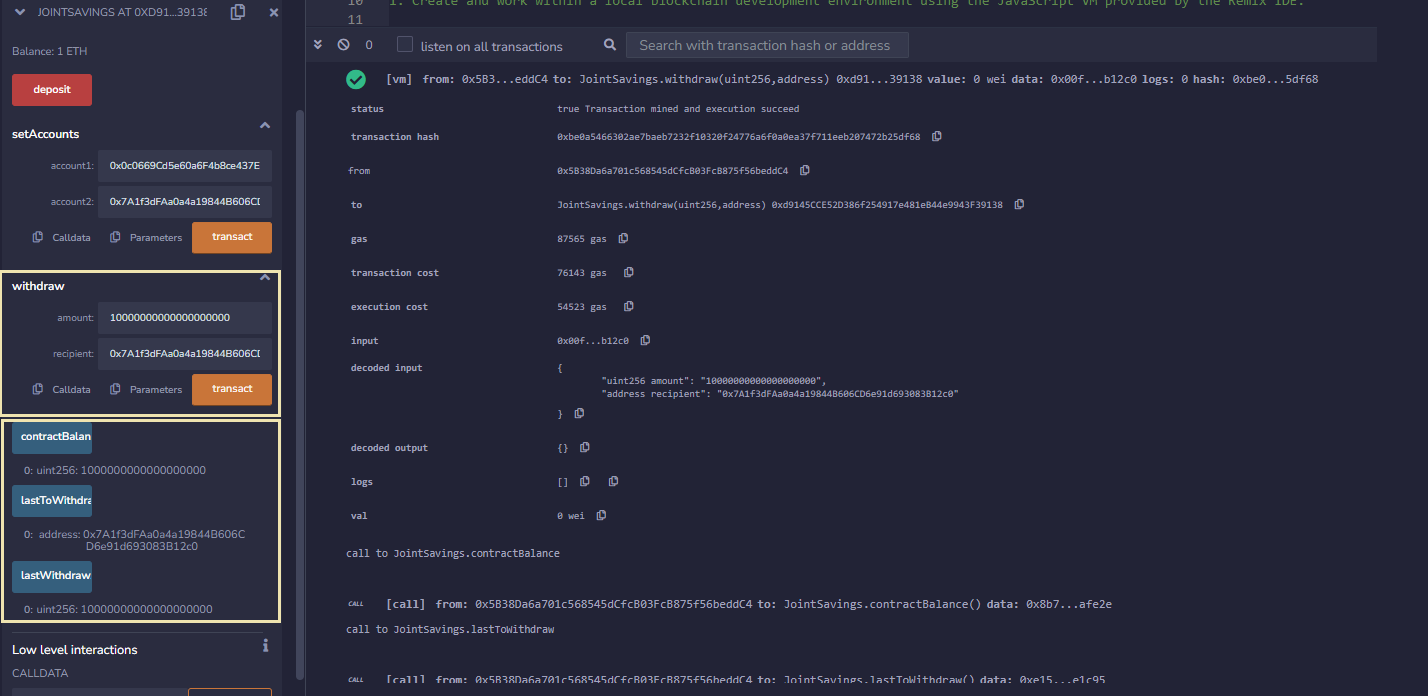 JOINTSAVINGS AT 0XD91...39138
Balance: 1 ETH
deposit
setAccounts
account1: 0x0c0669Cd5e60a6F4b8ce437E
account2: 0x7A1f3dFAa0a4a19844B606CD
Calldata Parameters transact
withdraw
amount: 10000000000000000000
recipient: 0x7A1f3dFAa0a4a19844B606CD
Calldata Parameters transact
contractBalan
0: uint256: 1000000000000000000
lastToWithdra
0: address: 0x7A1f3dFAa0a4a19844B606C
D6e91d693083B12c0
lastWithdraw
0: uint256: 10000000000000000000
Low level interactions
CALLDATA
10 1. Create and work within a local blockchain development environment using the JavaScript VM provided by the Remix IDE.
11
0 listen on all transactions Search with transaction hash or address
[vm] from: 0x5B3...eddC4 to: JointSavings.withdraw(uint256,address) 0xd91...39138 value: 0 wei data: 0x00f...b12c0 logs: 0 hash: 0xbe0...5df68
status true Transaction mined and execution succeed
transaction hash 0xbe0a5466302ae7baeb7232f10320f24776a6f0a0ea37f711eeb207472b25df68
from 0x5B38Da6a701c568545dCfcB03FcB875f56beddC4
to JointSavings.withdraw(uint256,address) 0xd9145CCE52D386f254917e481eB44e9943F39138
gas 87565 gas
transaction cost 76143 gas
execution cost 54523 gas
input 0x00f...b12c0
decoded input {
"uint256 amount": "10000000000000000000",
"address recipient": "0x7A1f3dFAa0a4a19844B606CD6e91d693083B12c0"
}
decoded output {}
logs []
val 0 wei
call to JointSavings.contractBalance
CALL [call] from: 0x5B38Da6a701c568545dCfcB03FcB875f56beddC4 to: JointSavings.contractBalance() data: 0x8b7...afe2e
call to JointSavings.lastToWithdraw
CALL [call] from: 0x5B38Da6a701c568545dCfcB03FcB875f56beddC4 to: JointSavings.lastToWithdraw() data: 0xe15...e1c95